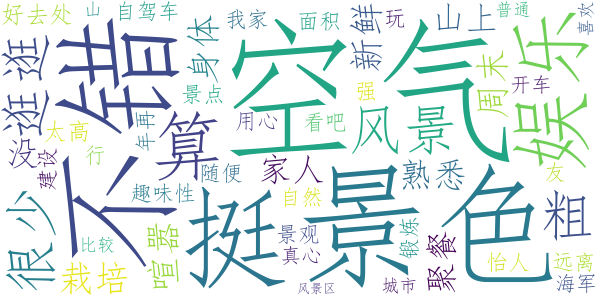 好去处 山 自驾车 我家 面积 玩 山上 普通 喜欢
逛逛 不错 身体 空气 新鲜 周末 娱乐
景点 强 开车
太高 年再 算 用心 看吧 风景
没 建设 行 家人 随便 熟悉 友
很少 趣味性 挺 自然 景色 粗
喧嚣 景观 锻炼 聚餐
比较 真心 怡人 远离
栽培 风景区 城市 海军